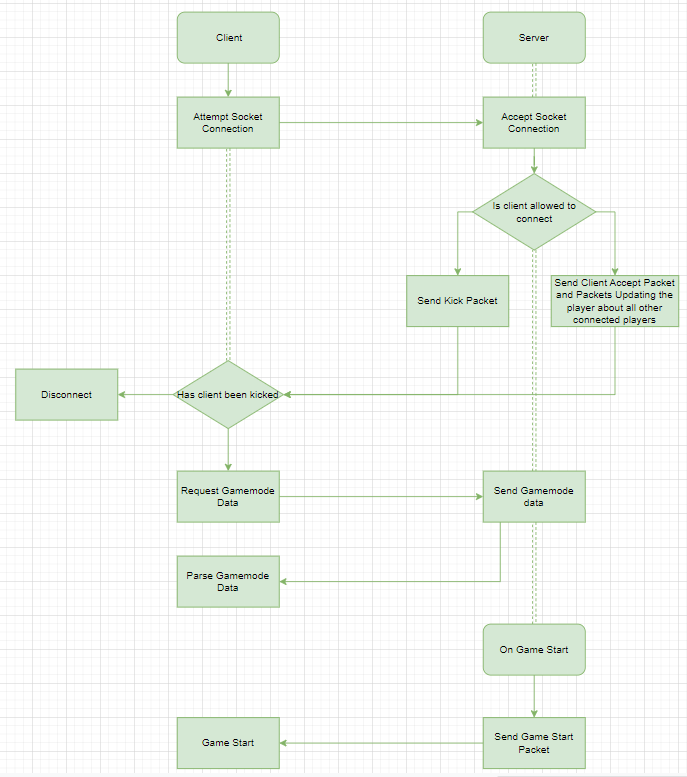 Client
Server
Attempt Socket
Connection
Accept Socket
Connection
Is client allowed to
connect
Send Kick Packet
Send Client Accept Packet
and Packets Updating the
player about all other
connected players
Disconnect
Has client been kicked
Request Gamemode
Data
Send Gamemode
data
Parse Gamemode
Data
On Game Start
Game Start
Send Game Start
Packet